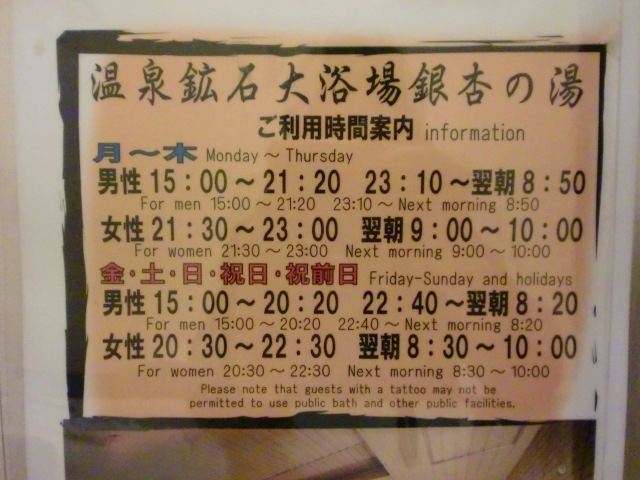 温泉鉱石大浴場銀杏の湯
ご利用時間案内 information
月～木 Monday ～ Thursday
男性 15：00～21：20 23：10～翌朝 8：50
For men 15:00～21:20 23:10～Next morning 8:50
女性 21：30～23：00 翌朝 9：00～10：00
For women 21:30～23:00 Next morning 9:00～10:00
金・土・日・祝日・祝前日 Friday-Sunday and holidays
男性 15：00～20：20 22：40～翌朝 8：20
For men 15:00～20:20 22:40～Next morning 8:20
女性 20：30～22：30 翌朝 8：30～10：00
For women 20:30～22:30 Next morning 8:30～10:00
Please note that guests with a tattoo may not be
permitted to use public bath and other public facilities.